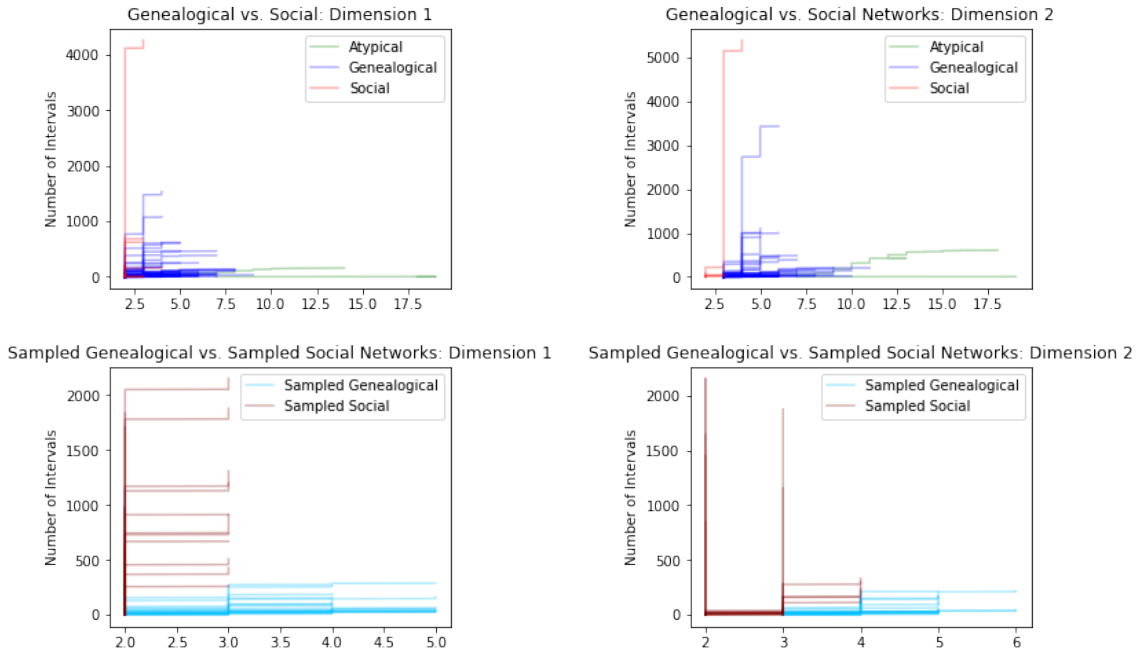 Genealogical vs. Social: Dimension 1
Number of Intervals
4000
3000
2000
1000
0
Atypical
Genealogical
Social
2.5 5.0 7.5 10.0 12.5 15.0 17.5
Genealogical vs. Social Networks: Dimension 2
Number of Intervals
5000
4000
3000
2000
1000
0
Atypical
Genealogical
Social
2.5 5.0 7.5 10.0 12.5 15.0 17.5
Sampled Genealogical vs. Sampled Social Networks: Dimension 1
Number of Intervals
2000
1500
1000
500
0
Sampled Genealogical
Sampled Social
2.0 2.5 3.0 3.5 4.0 4.5 5.0
Sampled Genealogical vs. Sampled Social Networks: Dimension 2
Number of Intervals
2000
1500
1000
500
0
Sampled Genealogical
Sampled Social
2 3 4 5 6